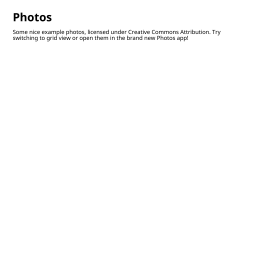 Photos
Some nice example photos, licensed under Creative Commons Attribution. Try
switching to grid view or open them in the brand new Photos app!